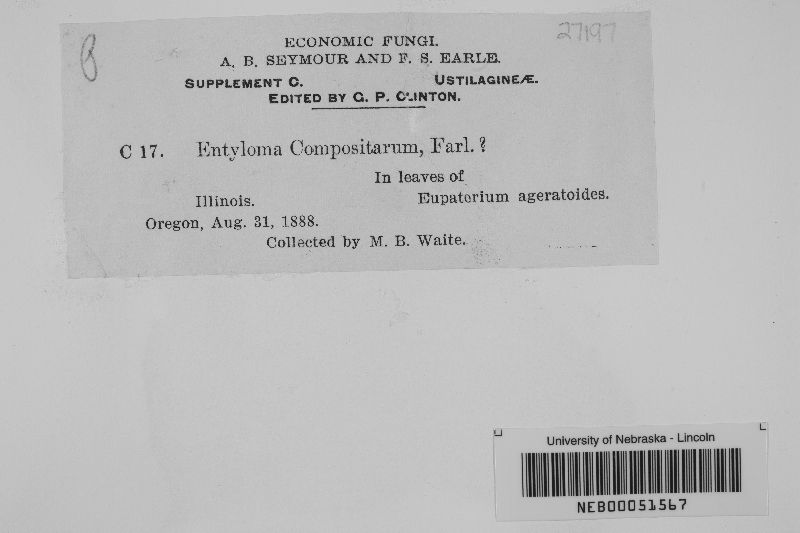 27197
ECONOMIC FUNGI.
A. B. SEYMOUR AND F. S. EARLE.
SUPPLEMENT C. USTILAGINEÆ.
EDITED BY G. P. CLINTON.
C 17. Entyloma Compositarum, Farl.?
In leaves of
Illinois. Eupatorium ageratoides.
Oregon, Aug. 31, 1888.
Collected by M. B. Waite.
University of Nebraska - Lincoln
NEB00051567